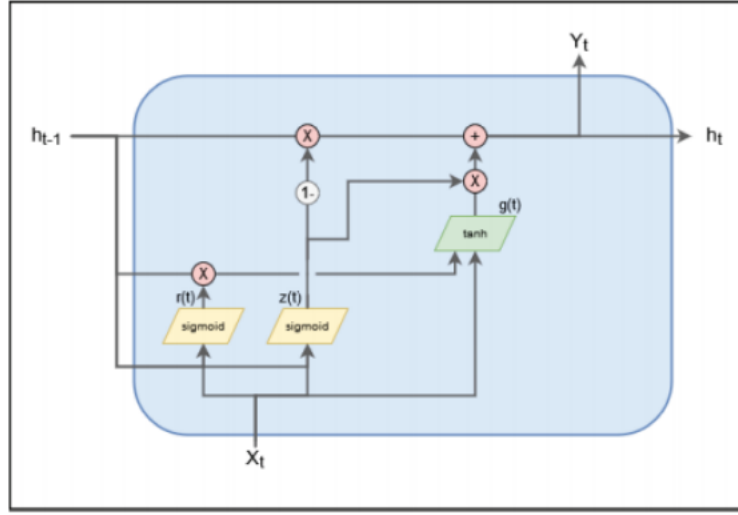 Yt
ht-1
X
+
ht
1-
X
g(t)
tanh
X
r(t)
z(t)
sigmoid
sigmoid
Xt